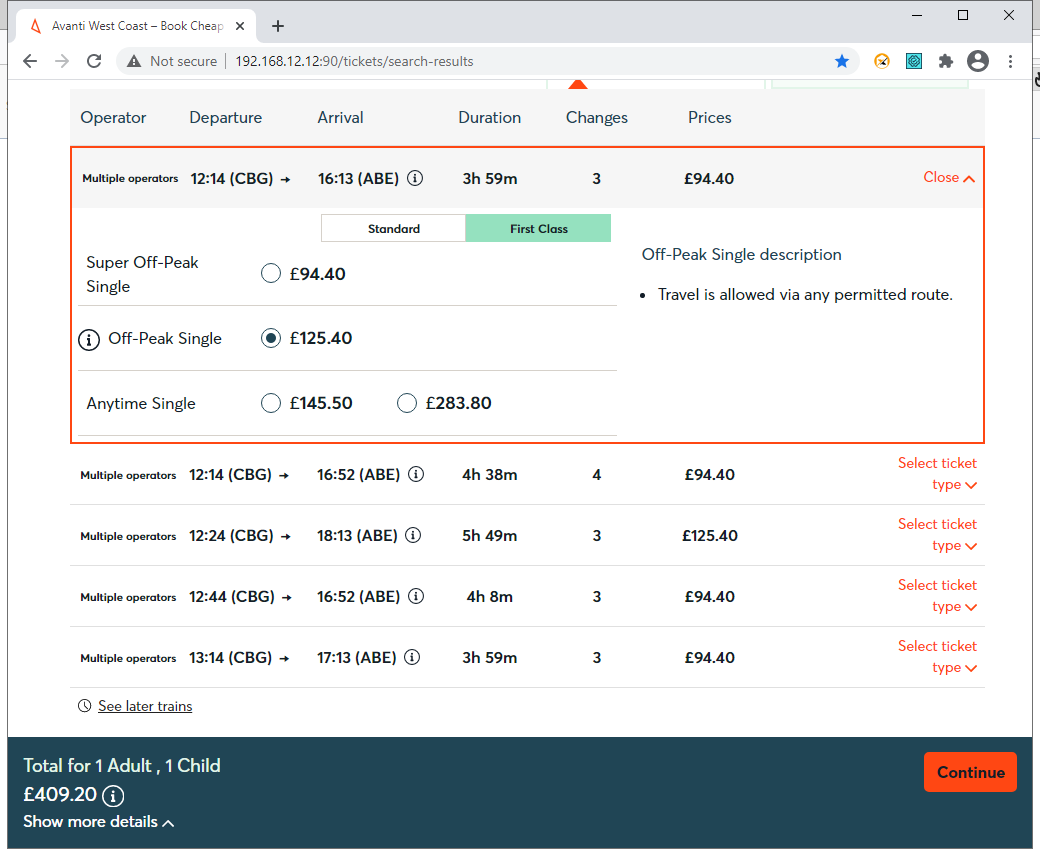 Avanti West Coast – Book Cheap
Not secure 192.168.12.12:90/tickets/search-results
Operator Departure Arrival Duration Changes Prices
Multiple operators 12:14 (CBG) → 16:13 (ABE) 3h 59m 3 £94.40 Close
Standard First Class
Super Off-Peak
Single
£94.40
Off-Peak Single £125.40
Anytime Single £145.50 £283.80
Off-Peak Single description
• Travel is allowed via any permitted route.
Multiple operators 12:14 (CBG) → 16:52 (ABE) 4h 38m 4 £94.40 Select ticket
type
Multiple operators 12:24 (CBG) → 18:13 (ABE) 5h 49m 3 £125.40 Select ticket
type
Multiple operators 12:44 (CBG) → 16:52 (ABE) 4h 8m 3 £94.40 Select ticket
type
Multiple operators 13:14 (CBG) → 17:13 (ABE) 3h 59m 3 £94.40 Select ticket
type
See later trains
Total for 1 Adult , 1 Child
£409.20
Show more details
Continue